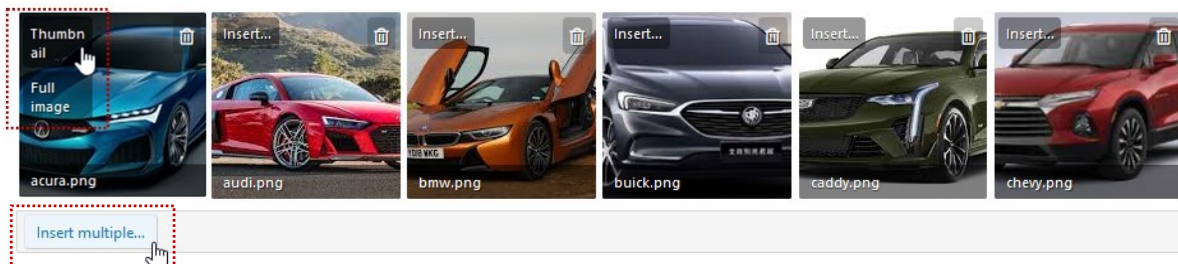 Thumbn
ail
Full
image
Insert...
Insert...
Insert...
Insert...
Insert...
acura.png
audi.png
bmw.png
buick.png
caddy.png
chevy.png
Insert multiple...